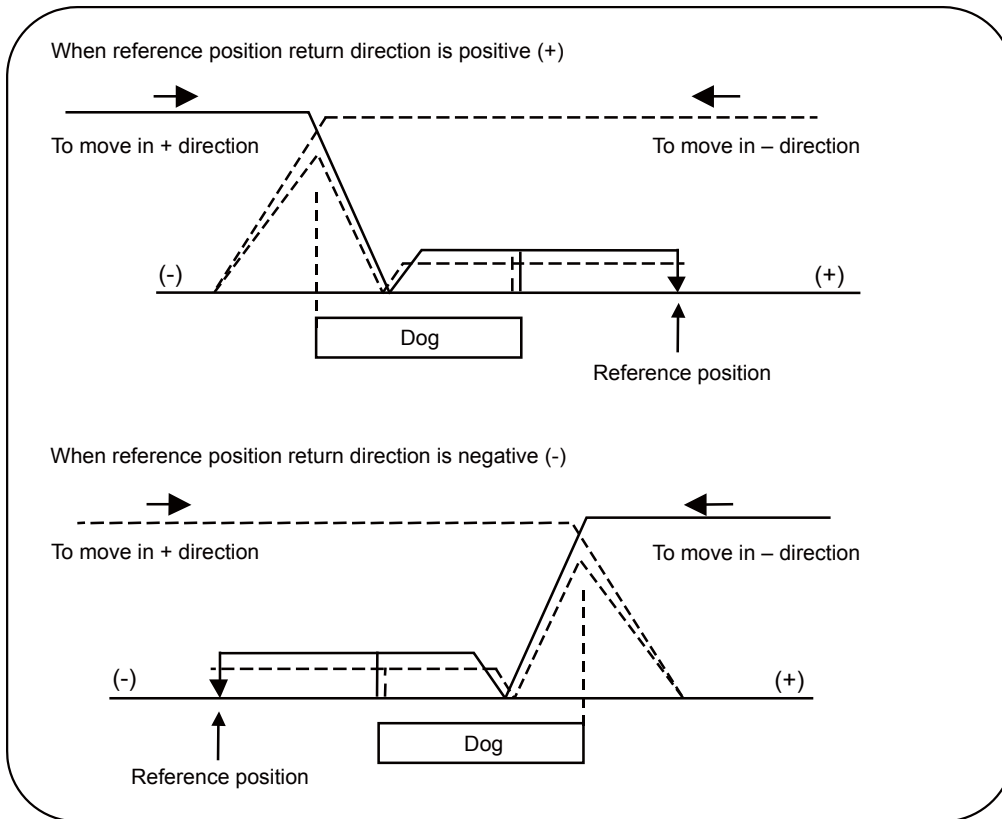 When reference position return direction is positive (+)
To move in + direction
To move in – direction
(-)
(+)
Dog
Reference position
When reference position return direction is negative (-)
To move in + direction
To move in – direction
(-)
(+)
Dog
Reference position